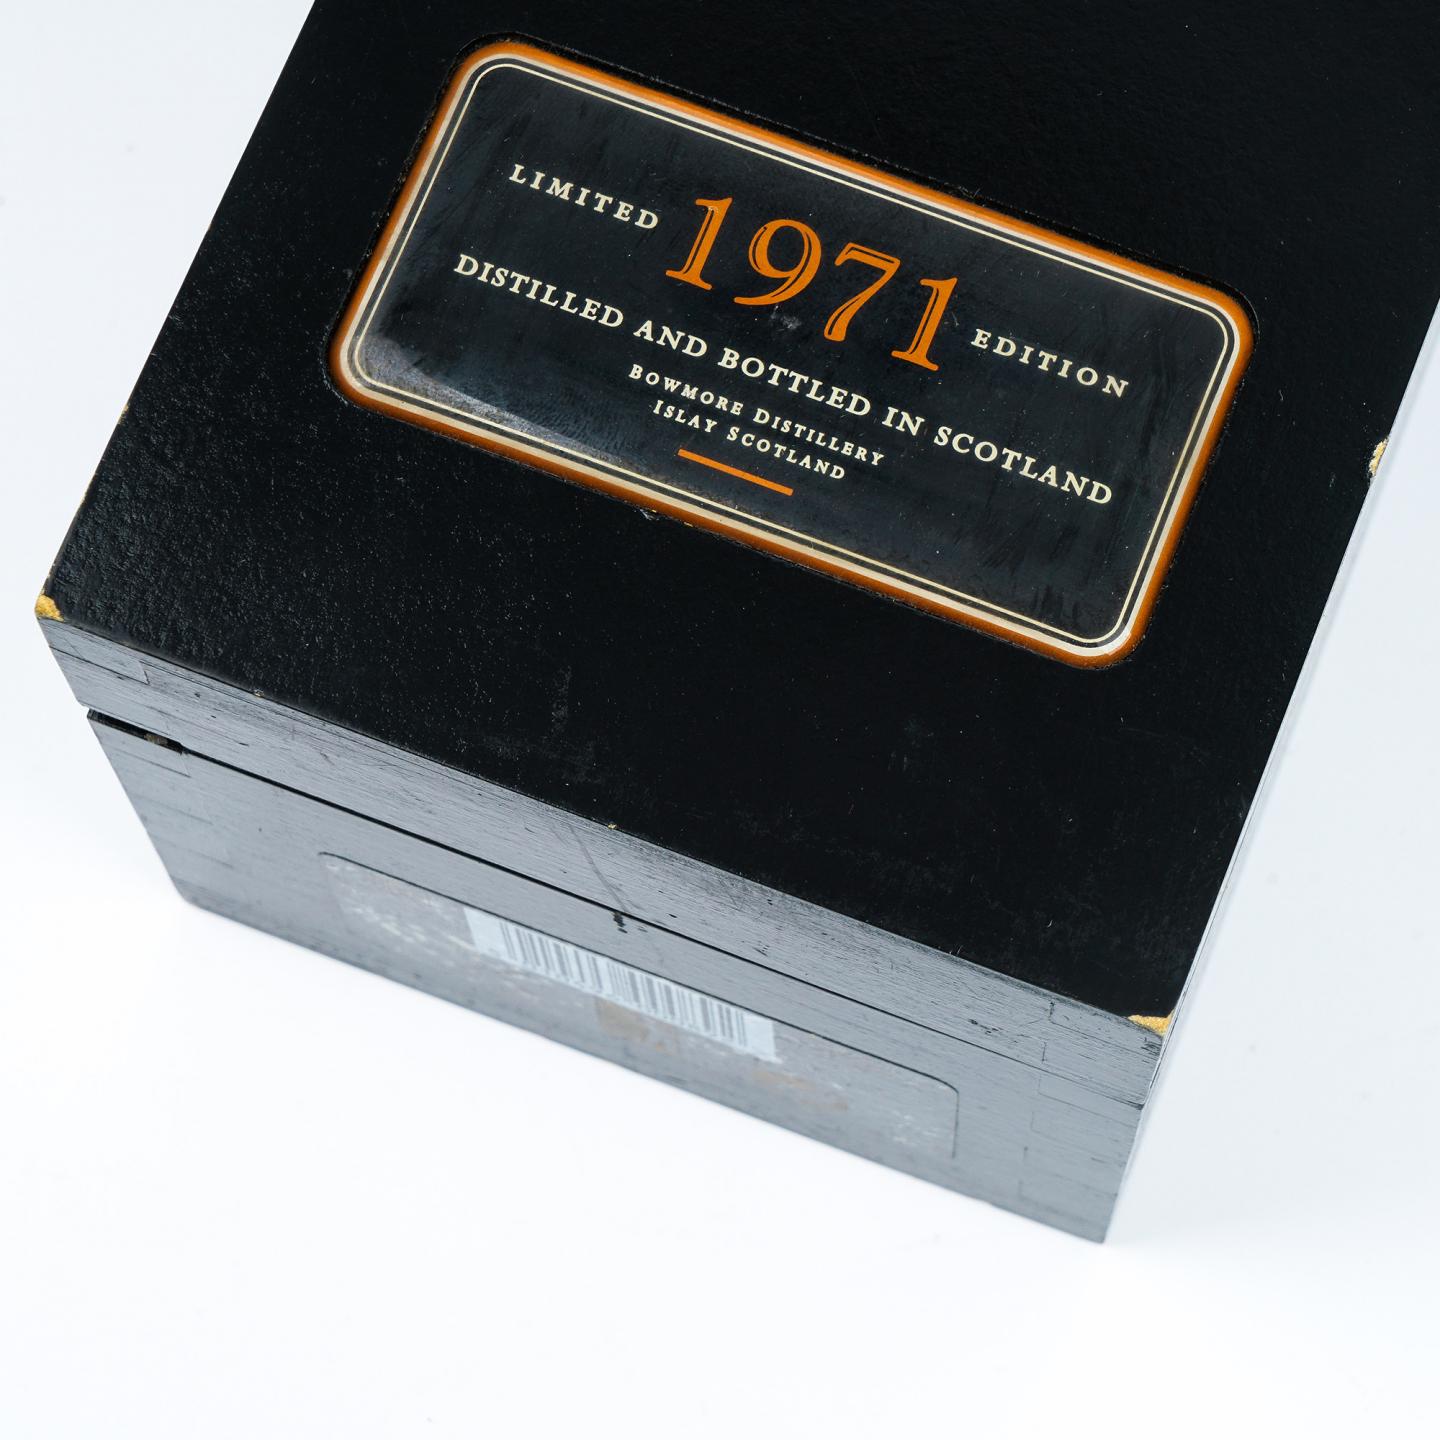 LIMITED 1971 EDITION
DISTILLED AND BOTTLED IN SCOTLAND
BOWMORE DISTILLERY
ISLAY SCOTLAND